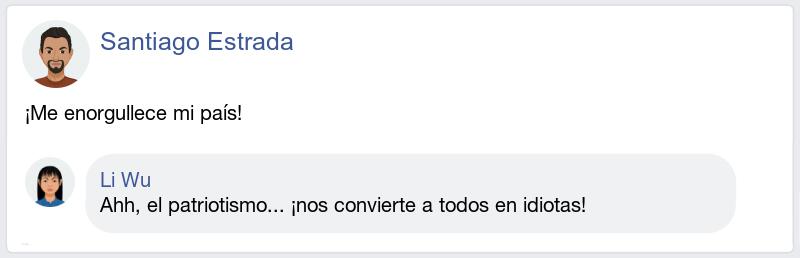 Santiago Estrada
¡Me enorgullece mi país!
Li Wu
Ahh, el patriotismo... ¡nos convierte a todos en idiotas!